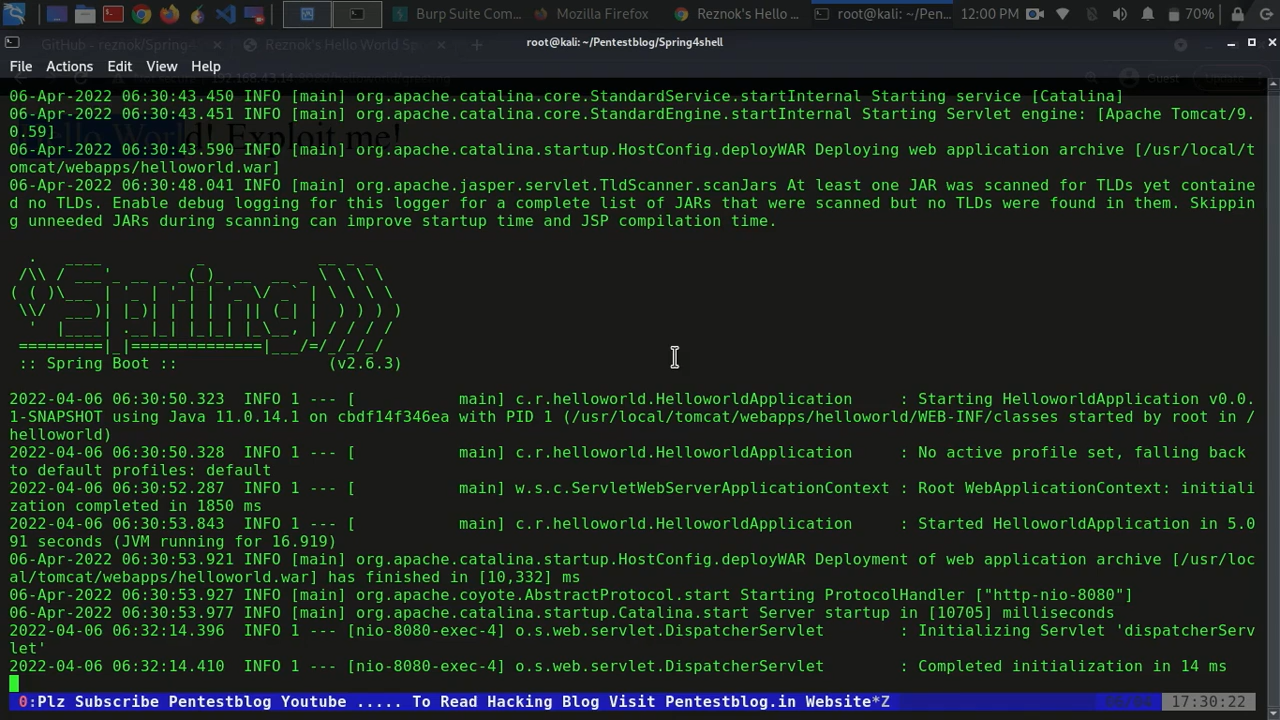 Burp Suite Com...
Mozilla Firefox
Reznok's Hello ...
root@kali: ~/Pen...
12:00 PM
70%
GitHub - reznok/Spring4
Reznok's Hello World Sp
root@kali: ~/Pentestblog/Spring4shell
File Actions Edit View Help
Guest
Hello World! Exploit me!
06-Apr-2022 06:30:43.450 INFO [main] org.apache.catalina.core.StandardService.startInternal Starting service [Catalina]
06-Apr-2022 06:30:43.451 INFO [main] org.apache.catalina.core.StandardEngine.startInternal Starting Servlet engine: [Apache Tomcat/9.
0.59]
06-Apr-2022 06:30:43.590 INFO [main] org.apache.catalina.startup.HostConfig.deployWAR Deploying web application archive [/usr/local/t
omcat/webapps/helloworld.war]
06-Apr-2022 06:30:48.041 INFO [main] org.apache.jasper.servlet.TldScanner.scanJars At least one JAR was scanned for TLDs yet containe
d no TLDs. Enable debug logging for this logger for a complete list of JARs that were scanned but no TLDs were found in them. Skippin
g unneeded JARs during scanning can improve startup time and JSP compilation time.
Spring
:: Spring Boot :: (v2.6.3)
2022-04-06 06:30:50.323 INFO 1 --- [ main] c.r.helloworld.HelloworldApplication : Starting HelloworldApplication v0.0.
1-SNAPSHOT using Java 11.0.14.1 on cbdf14f346ea with PID 1 (/usr/local/tomcat/webapps/helloworld/WEB-INF/classes started by root in /
helloworld)
2022-04-06 06:30:50.328 INFO 1 --- [ main] c.r.helloworld.HelloworldApplication : No active profile set, falling back
to default profiles: default
2022-04-06 06:30:52.287 INFO 1 --- [ main] w.s.c.ServletWebServerApplicationContext : Root WebApplicationContext: initiali
zation completed in 1850 ms
2022-04-06 06:30:53.843 INFO 1 --- [ main] c.r.helloworld.HelloworldApplication : Started HelloworldApplication in 5.0
91 seconds (JVM running for 16.919)
06-Apr-2022 06:30:53.921 INFO [main] org.apache.catalina.startup.HostConfig.deployWAR Deployment of web application archive [/usr/loc
al/tomcat/webapps/helloworld.war] has finished in [10,332] ms
06-Apr-2022 06:30:53.927 INFO [main] org.apache.coyote.AbstractProtocol.start Starting ProtocolHandler ["http-nio-8080"]
06-Apr-2022 06:30:53.977 INFO [main] org.apache.catalina.startup.Catalina.start Server startup in [10705] milliseconds
2022-04-06 06:32:14.396 INFO 1 --- [nio-8080-exec-4] o.s.web.servlet.DispatcherServlet : Initializing Servlet 'dispatcherServ
let'
2022-04-06 06:32:14.410 INFO 1 --- [nio-8080-exec-4] o.s.web.servlet.DispatcherServlet : Completed initialization in 14 ms
0:Plz Subscribe Pentestblog Youtube ..... To Read Hacking Blog Visit Pentestblog.in Website*Z
17:30:22